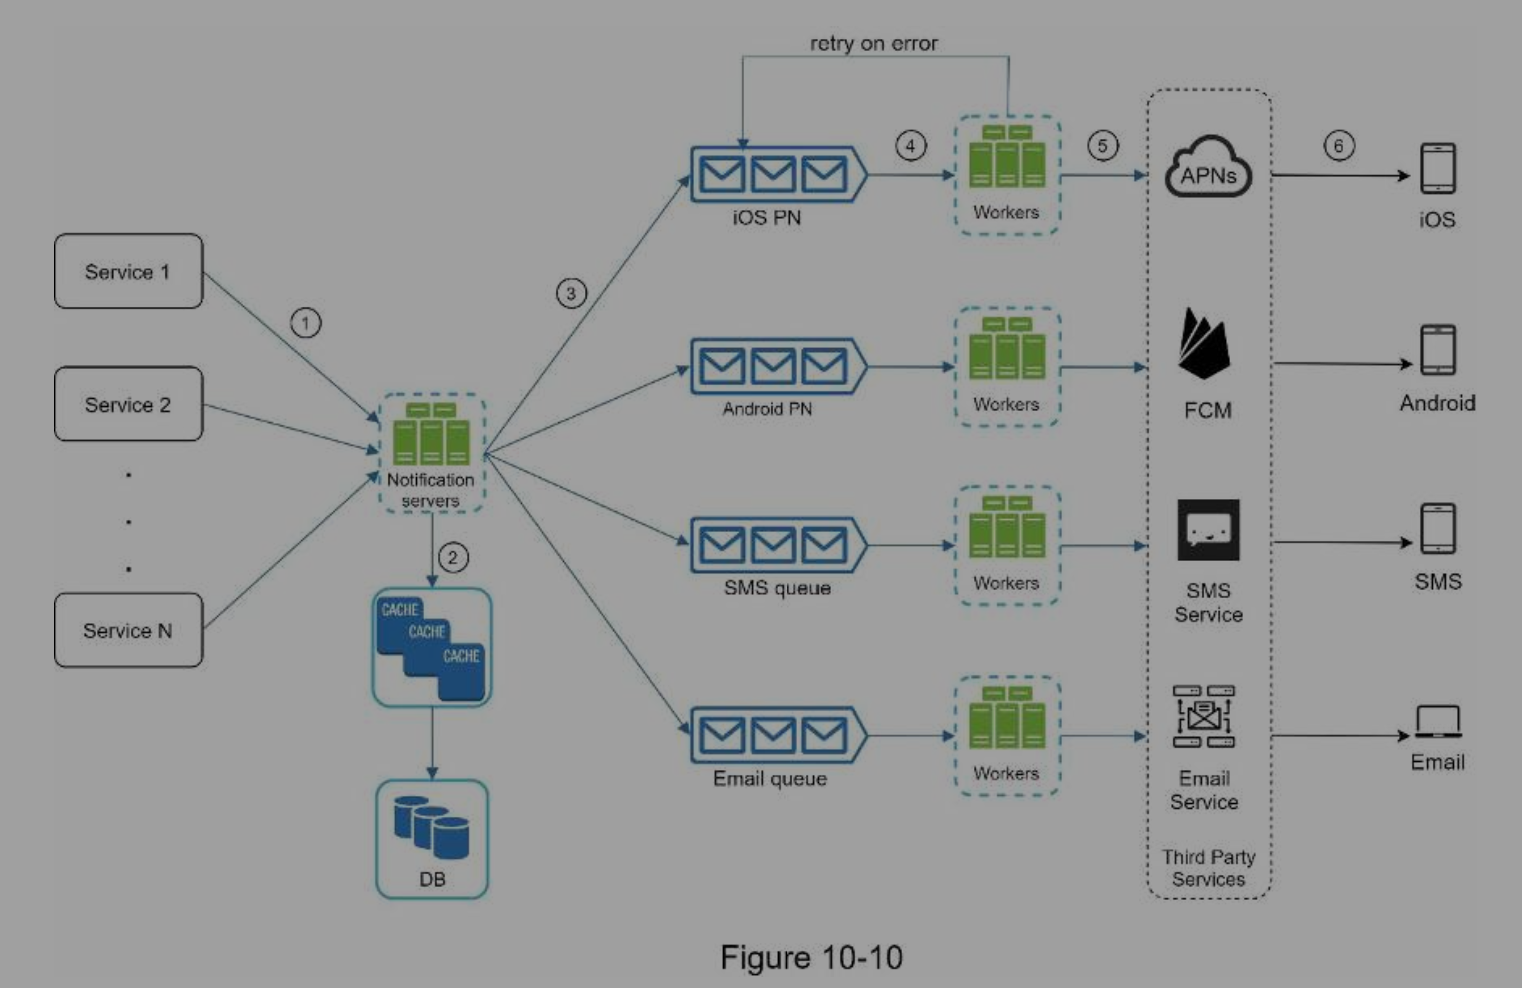 retry on error
4
5
6
APNs
iOS PN
Workers
iOS
Service 1
3
1
Service 2
Android PN
Workers
FCM
Android
Notification
servers
2
SMS queue
Workers
SMS
Service
SMS
CACHE
CACHE
CACHE
Service N
Email queue
Workers
Email
Service
Email
DB
Third Party
Services
Figure 10-10